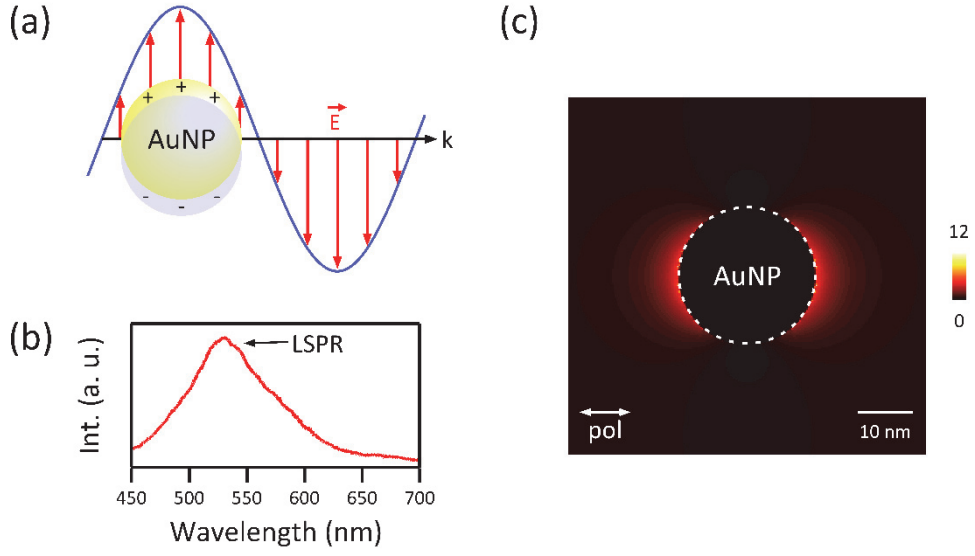 (a)
+ + +
AuNP
- - -
E
k
(b)
Int. (a. u.)
LSPR
450 500 550 600 650 700
Wavelength (nm)
(c)
AuNP
12
0
pol
10 nm